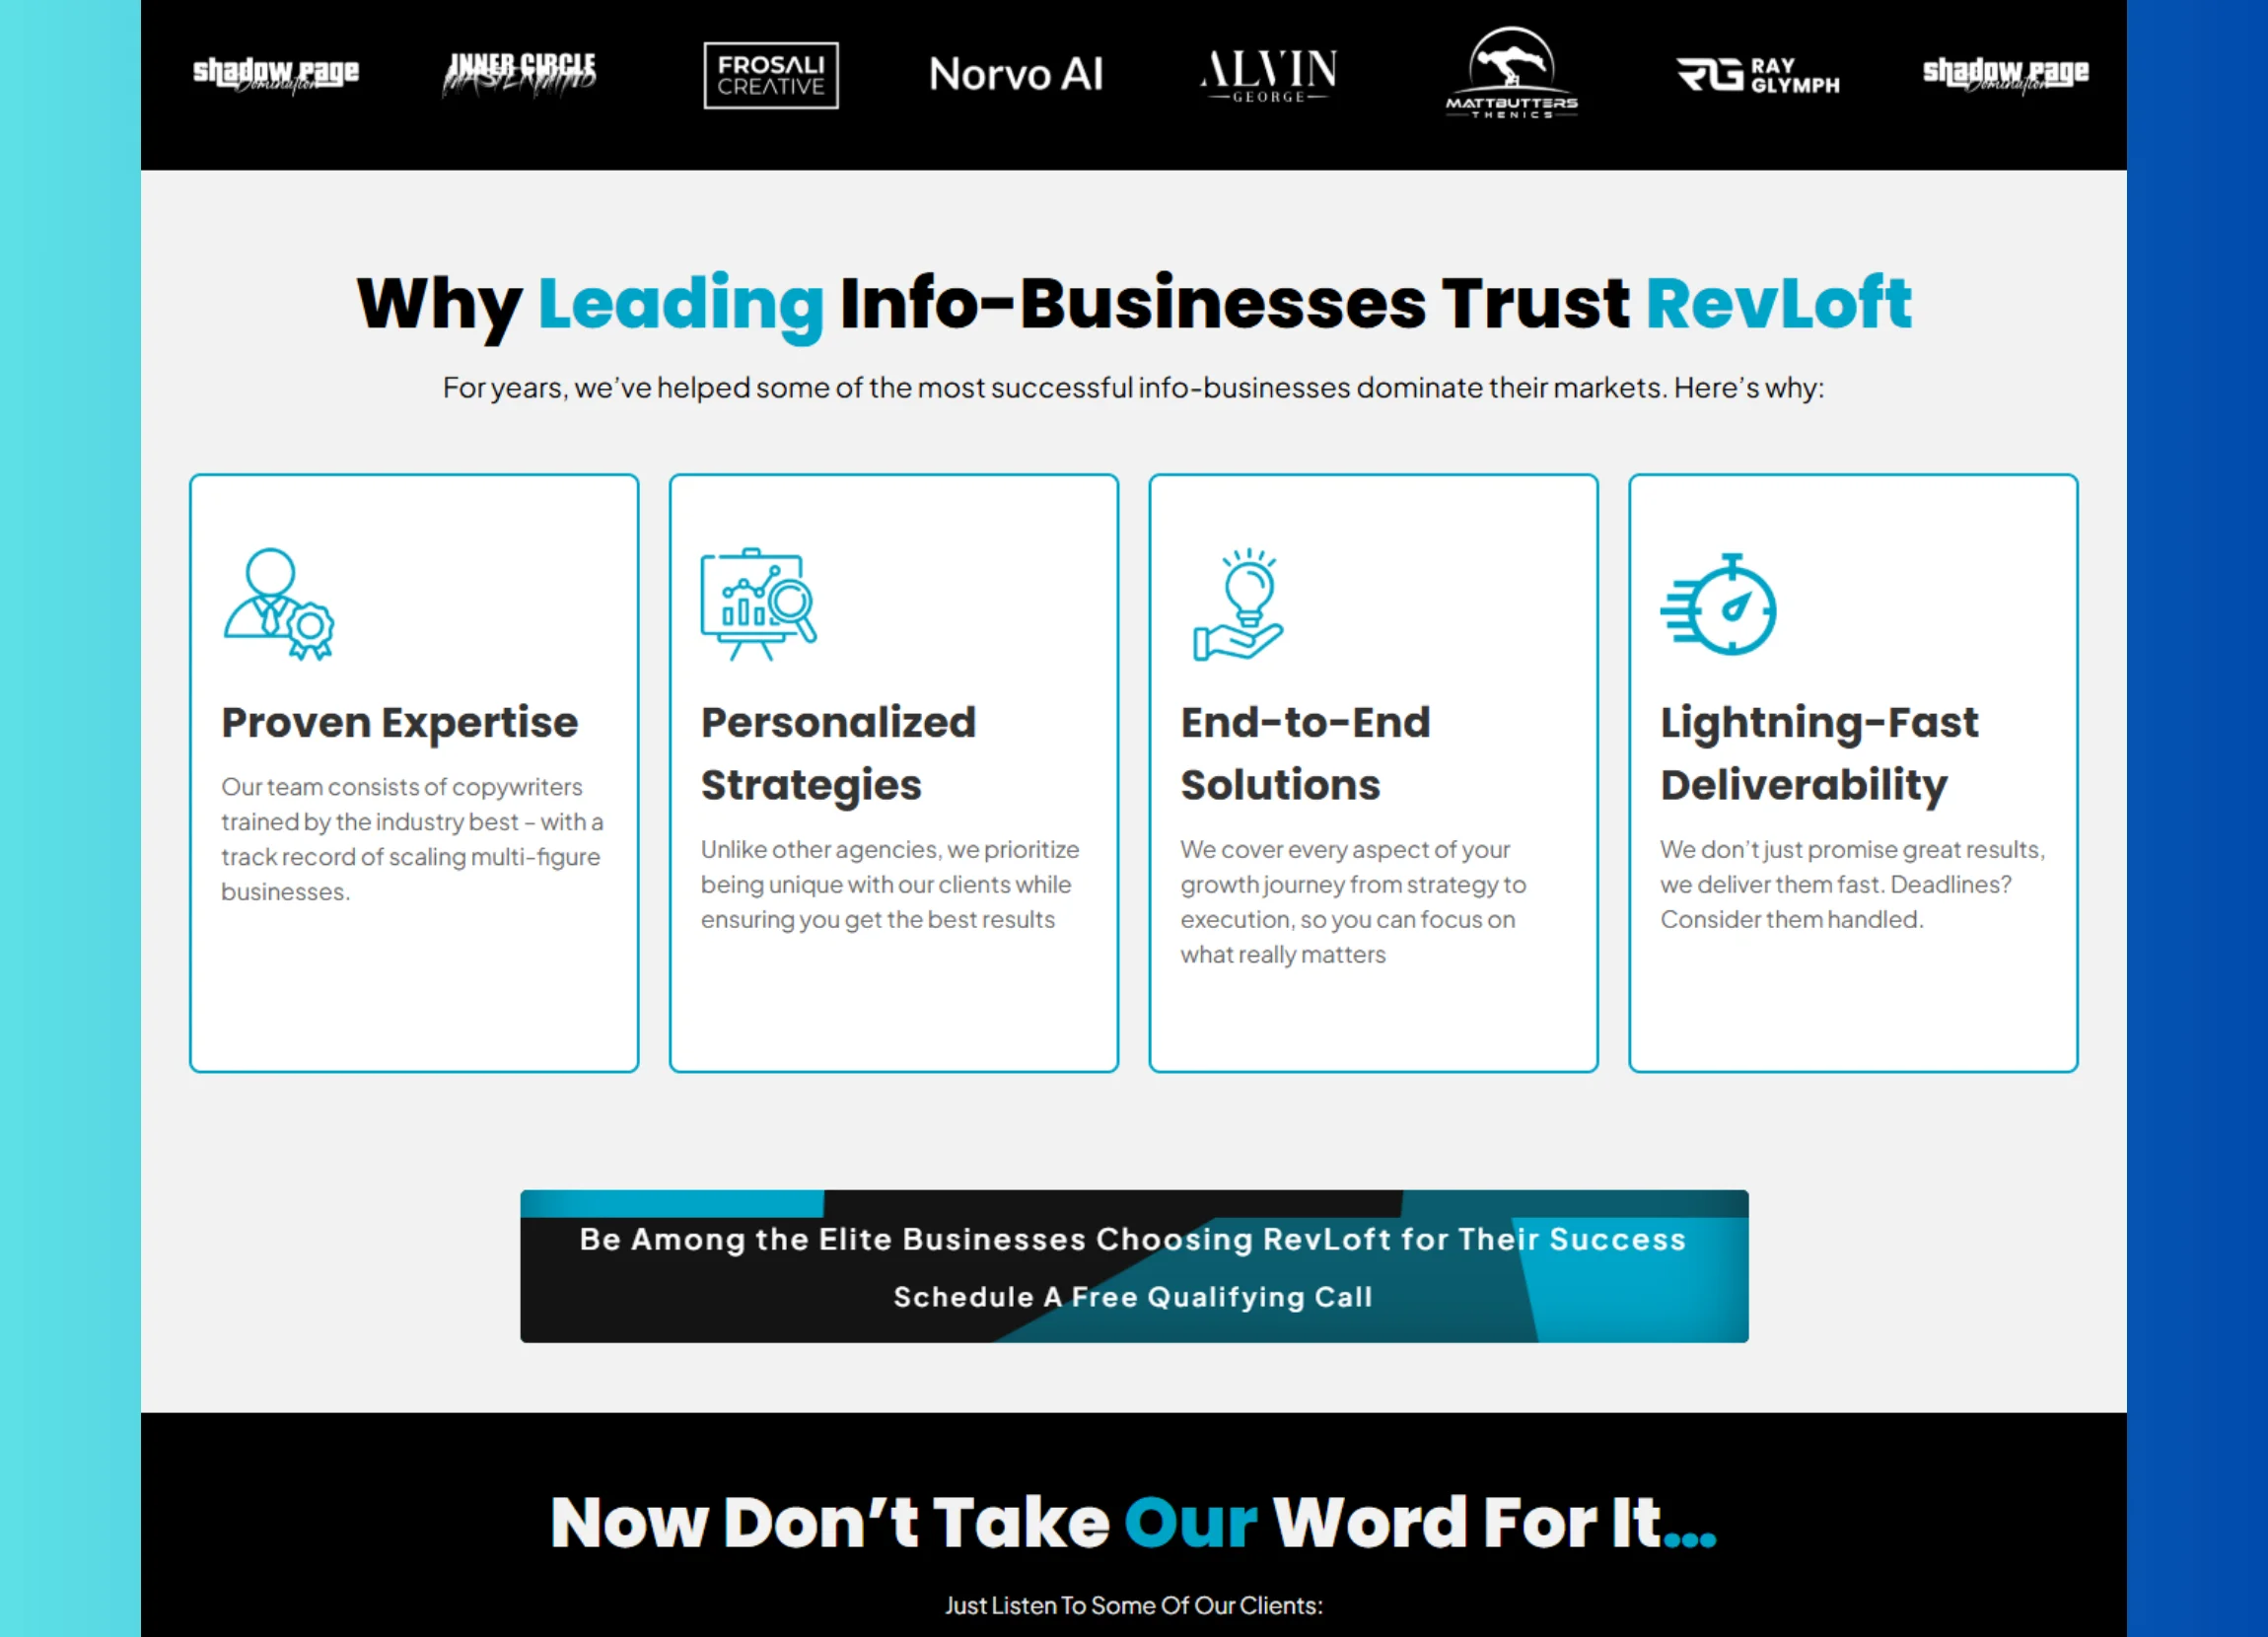 shadow page
Domination
INNER CIRCLE
MASTERMIND
FROSALI
CREATIVE
Norvo AI
ALVIN
GEORGE
MATTBUTTERS
THENICS
RG RAY
GLYMPH
shadow page
Domination
Why Leading Info-Businesses Trust RevLoft
For years, we’ve helped some of the most successful info-businesses dominate their markets. Here’s why:
Proven Expertise
Our team consists of copywriters
trained by the industry best – with a
track record of scaling multi-figure
businesses.
Personalized
Strategies
Unlike other agencies, we prioritize
being unique with our clients while
ensuring you get the best results
End-to-End
Solutions
We cover every aspect of your
growth journey from strategy to
execution, so you can focus on
what really matters
Lightning-Fast
Deliverability
We don’t just promise great results,
we deliver them fast. Deadlines?
Consider them handled.
Be Among the Elite Businesses Choosing RevLoft for Their Success
Schedule A Free Qualifying Call
Now Don’t Take Our Word For It...
Just Listen To Some Of Our Clients: